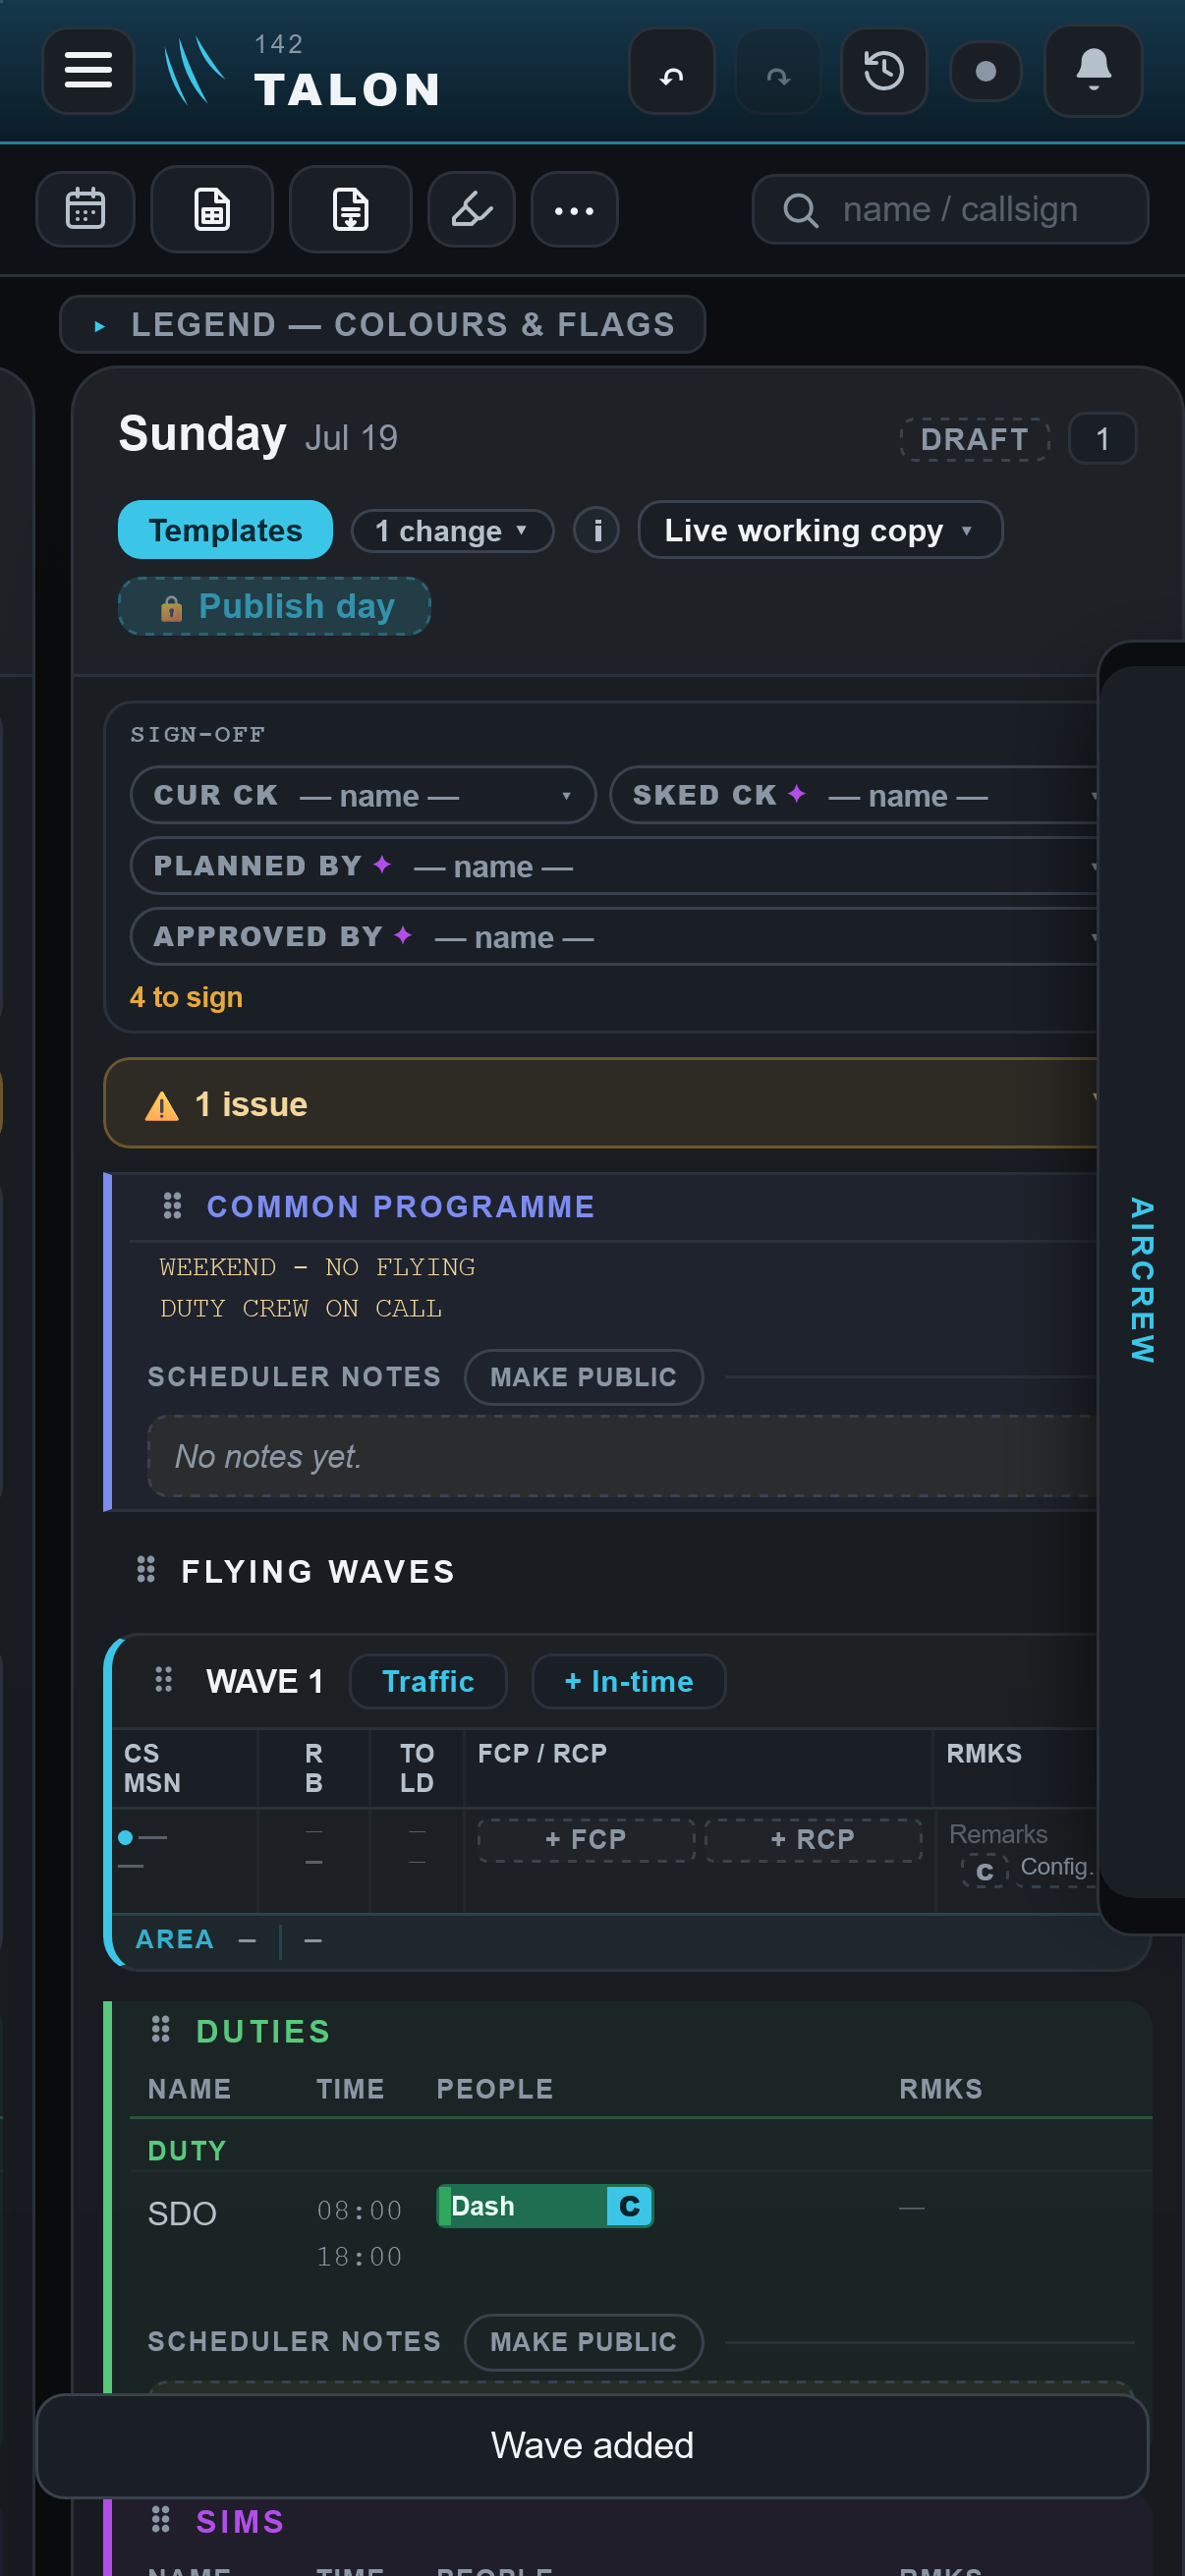 142
TALON
name / callsign
LEGEND — COLOURS & FLAGS
Sunday Jul 19 DRAFT 1
Templates 1 change i Live working copy
Publish day
SIGN-OFF
CUR CK — name — SKED CK — name —
PLANNED BY — name —
APPROVED BY — name —
4 to sign
1 issue
COMMON PROGRAMME
WEEKEND - NO FLYING
DUTY CREW ON CALL
SCHEDULER NOTES MAKE PUBLIC
No notes yet.
AIRCREW
FLYING WAVES
WAVE 1 Traffic + In-time
CS R TO FCP / RCP RMKS
MSN B LD
— — — + FCP + RCP Remarks
— — — C Config.
AREA — | —
DUTIES
NAME TIME PEOPLE RMKS
DUTY
SDO 08:00 Dash C —
18:00
SCHEDULER NOTES MAKE PUBLIC
Wave added
SIMS
NAME TIME PEOPLE RMKS